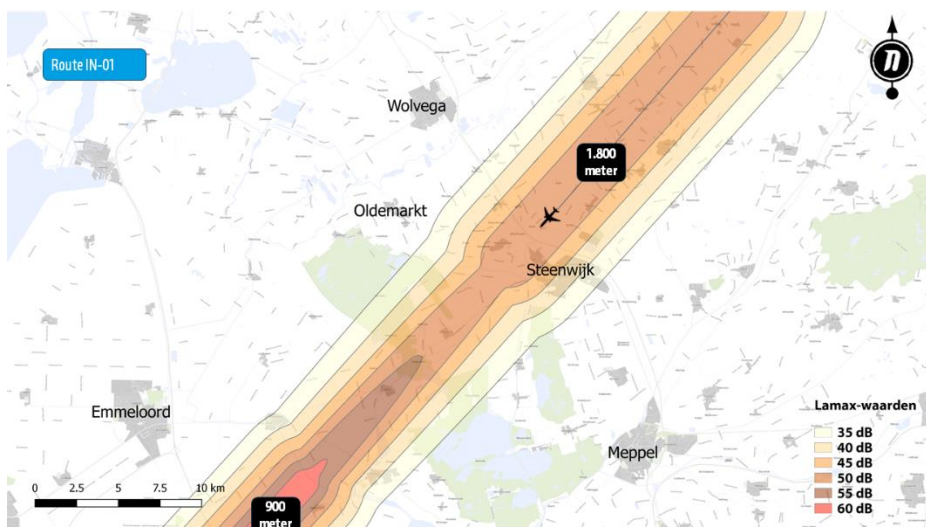 Route IN-01
Wolvega
1.800
meter
Oldemarkt
Steenwijk
Emmeloord
Meppel
Lamax-waarden
35 dB
40 dB
45 dB
50 dB
55 dB
60 dB
0 2.5 5 7.5 10 km
900
meter